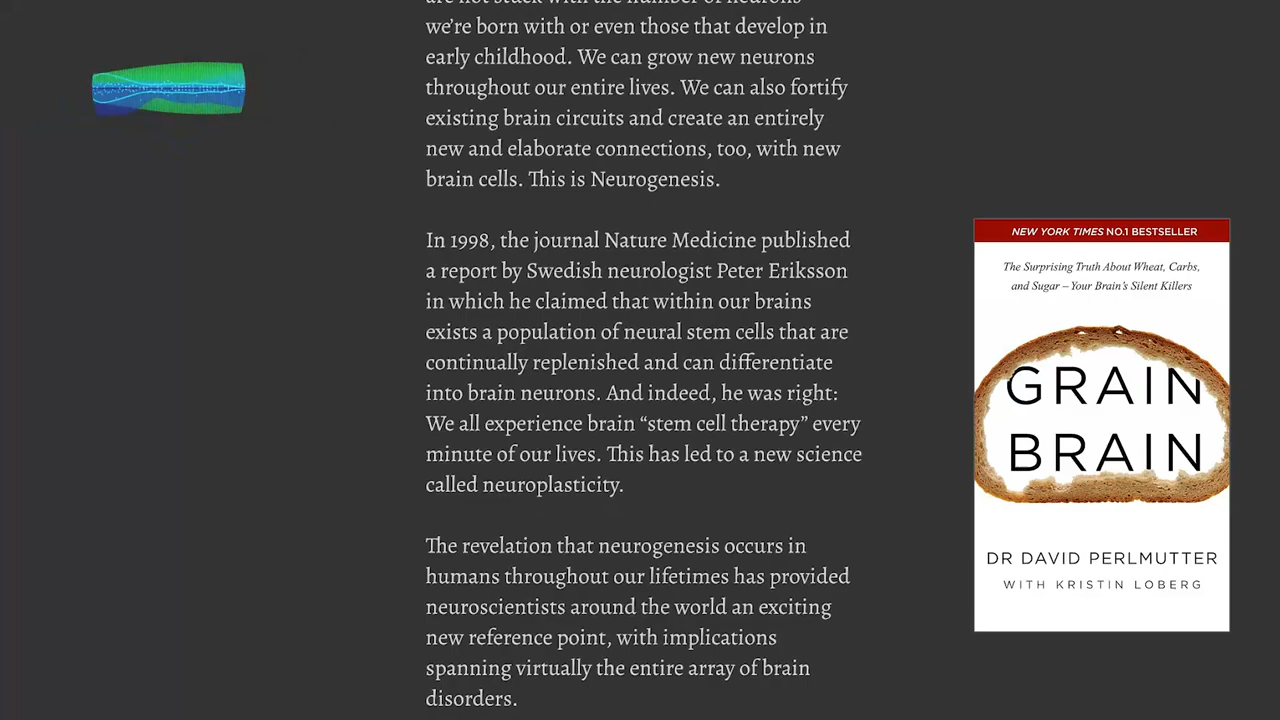 are not stuck with the number of neurons
we’re born with or even those that develop in
early childhood. We can grow new neurons
throughout our entire lives. We can also fortify
existing brain circuits and create an entirely
new and elaborate connections, too, with new
brain cells. This is Neurogenesis.
In 1998, the journal Nature Medicine published
a report by Swedish neurologist Peter Eriksson
in which he claimed that within our brains
exists a population of neural stem cells that are
continually replenished and can differentiate
into brain neurons. And indeed, he was right:
We all experience brain “stem cell therapy” every
minute of our lives. This has led to a new science
called neuroplasticity.
The revelation that neurogenesis occurs in
humans throughout our lifetimes has provided
neuroscientists around the world an exciting
new reference point, with implications
spanning virtually the entire array of brain
disorders.
NEW YORK TIMES NO.1 BESTSELLER
The Surprising Truth About Wheat, Carbs,
and Sugar – Your Brain’s Silent Killers
GRAIN
BRAIN
DR DAVID PERLMUTTER
WITH KRISTIN LOBERG